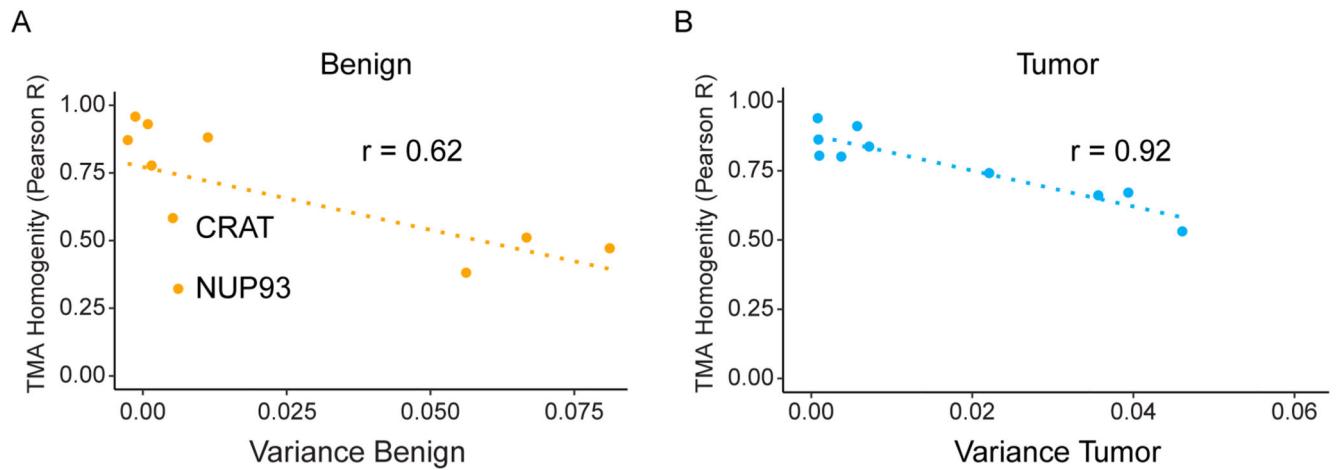 A
Benign
TMA Homogenity (Pearson R)
1.00
0.75
0.50
0.25
0.00
r = 0.62
CRAT
NUP93
0.00 0.025 0.050 0.075
Variance Benign
B
Tumor
TMA Homogenity (Pearson R)
1.00
0.75
0.50
0.25
0.00
r = 0.92
0.00 0.02 0.04 0.06
Variance Tumor